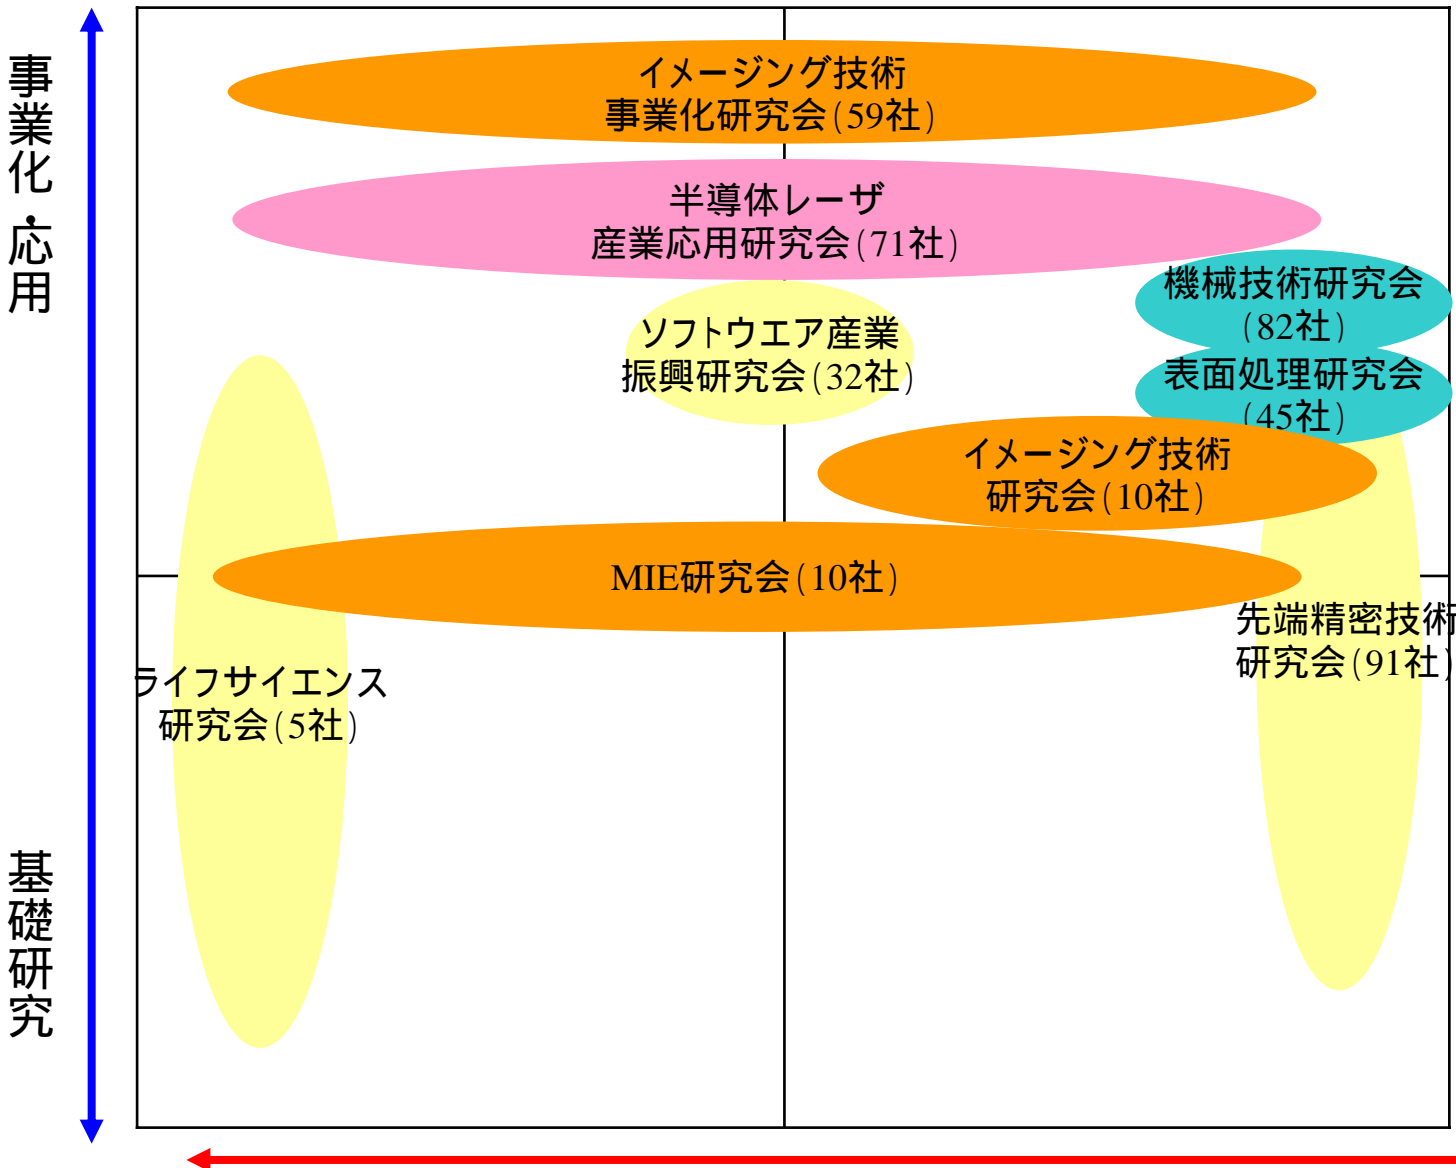 事業化・応用
イメージング技術
事業化研究会(59社)
半導体レーザ
産業応用研究会(71社)
機械技術研究会
(82社)
ソフトウエア産業
振興研究会(32社)
表面処理研究会
(45社)
イメージング技術
研究会(10社)
MIE研究会(10社)
先端精密技術
研究会(91社)
ライフサイエンス
研究会(5社)
基礎研究